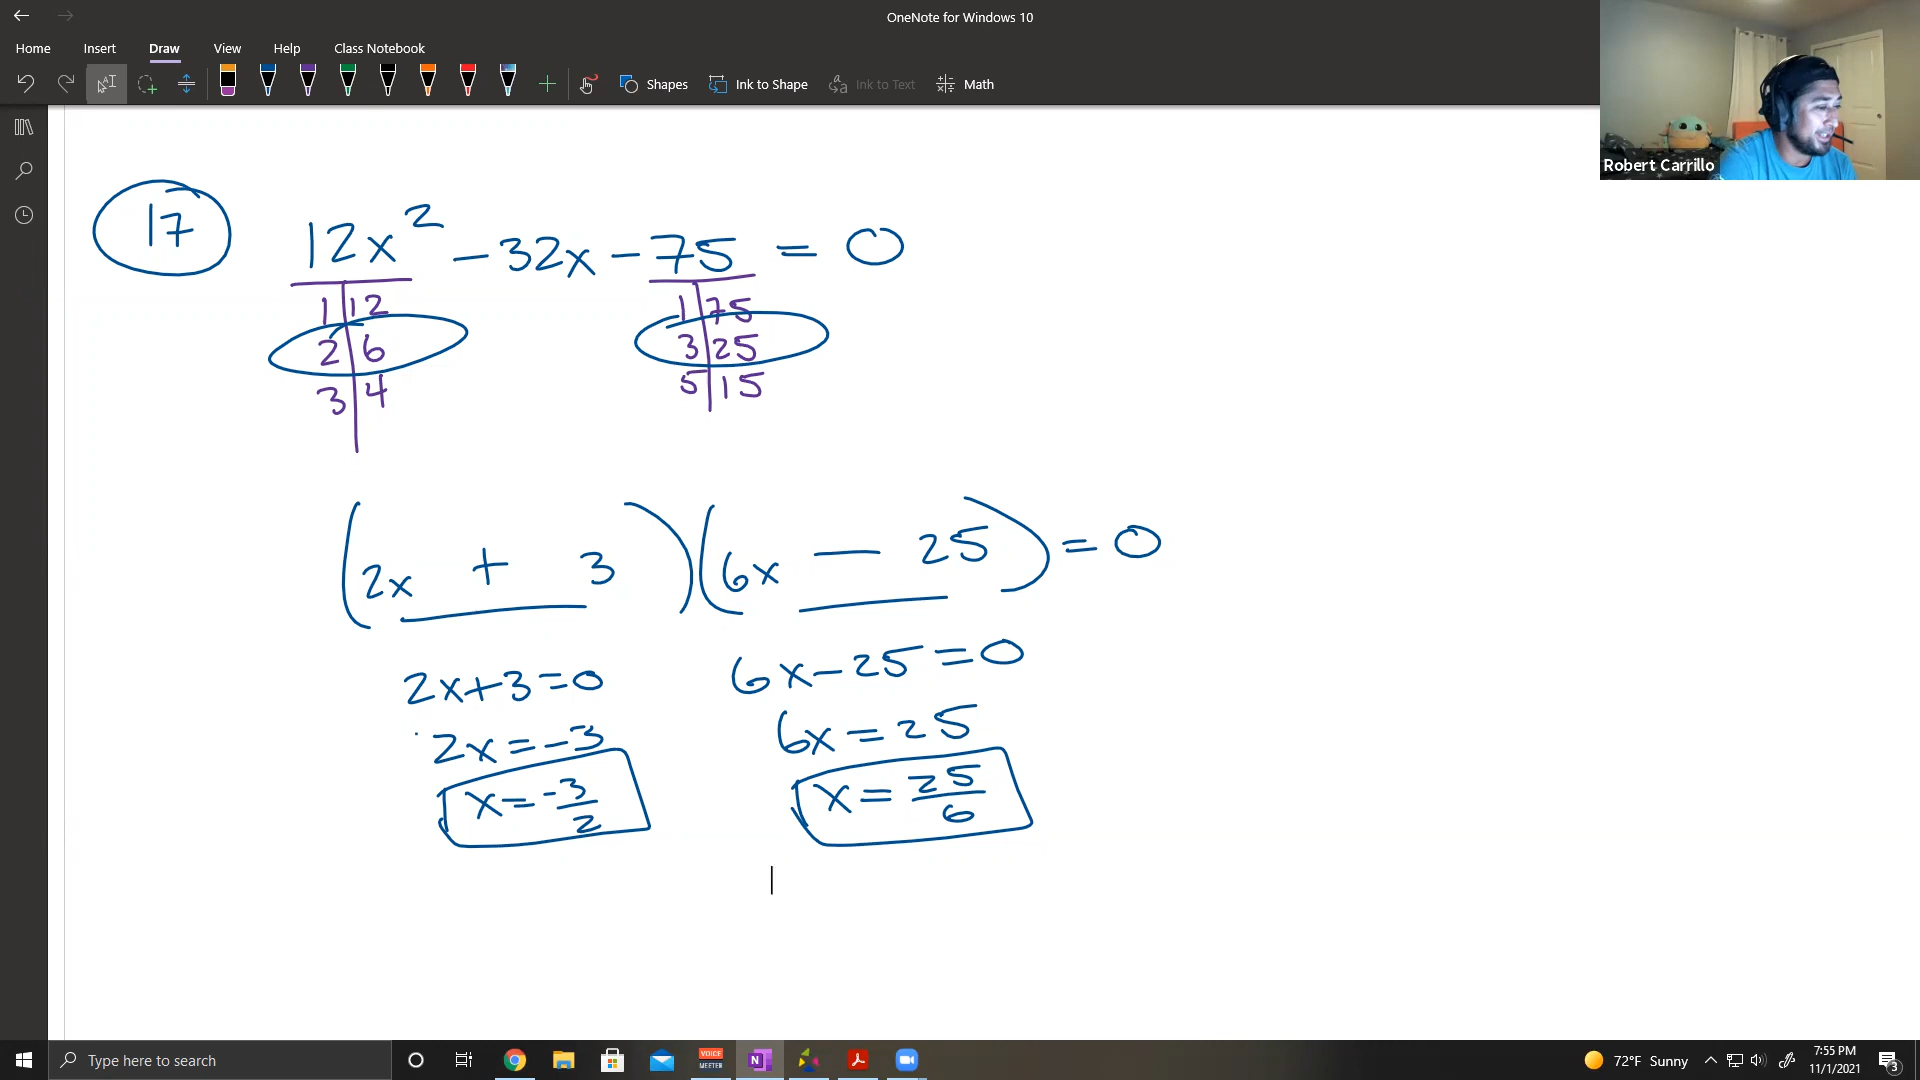 OneNote for Windows 10
Home Insert Draw View Help Class Notebook
Shapes Ink to Shape Ink to Text Math
Robert Carrillo
17
12x² - 32x - 75 = 0
1 | 12
2 | 6
3 | 4
1 | 75
3 | 25
5 | 15
(2x + 3)(6x - 25) = 0
2x+3=0
2x=-3
x=-3/2
6x-25=0
6x=25
x=25/6
Type here to search
VOICE
MEETER
N
72°F Sunny
7:55 PM
11/1/2021
3